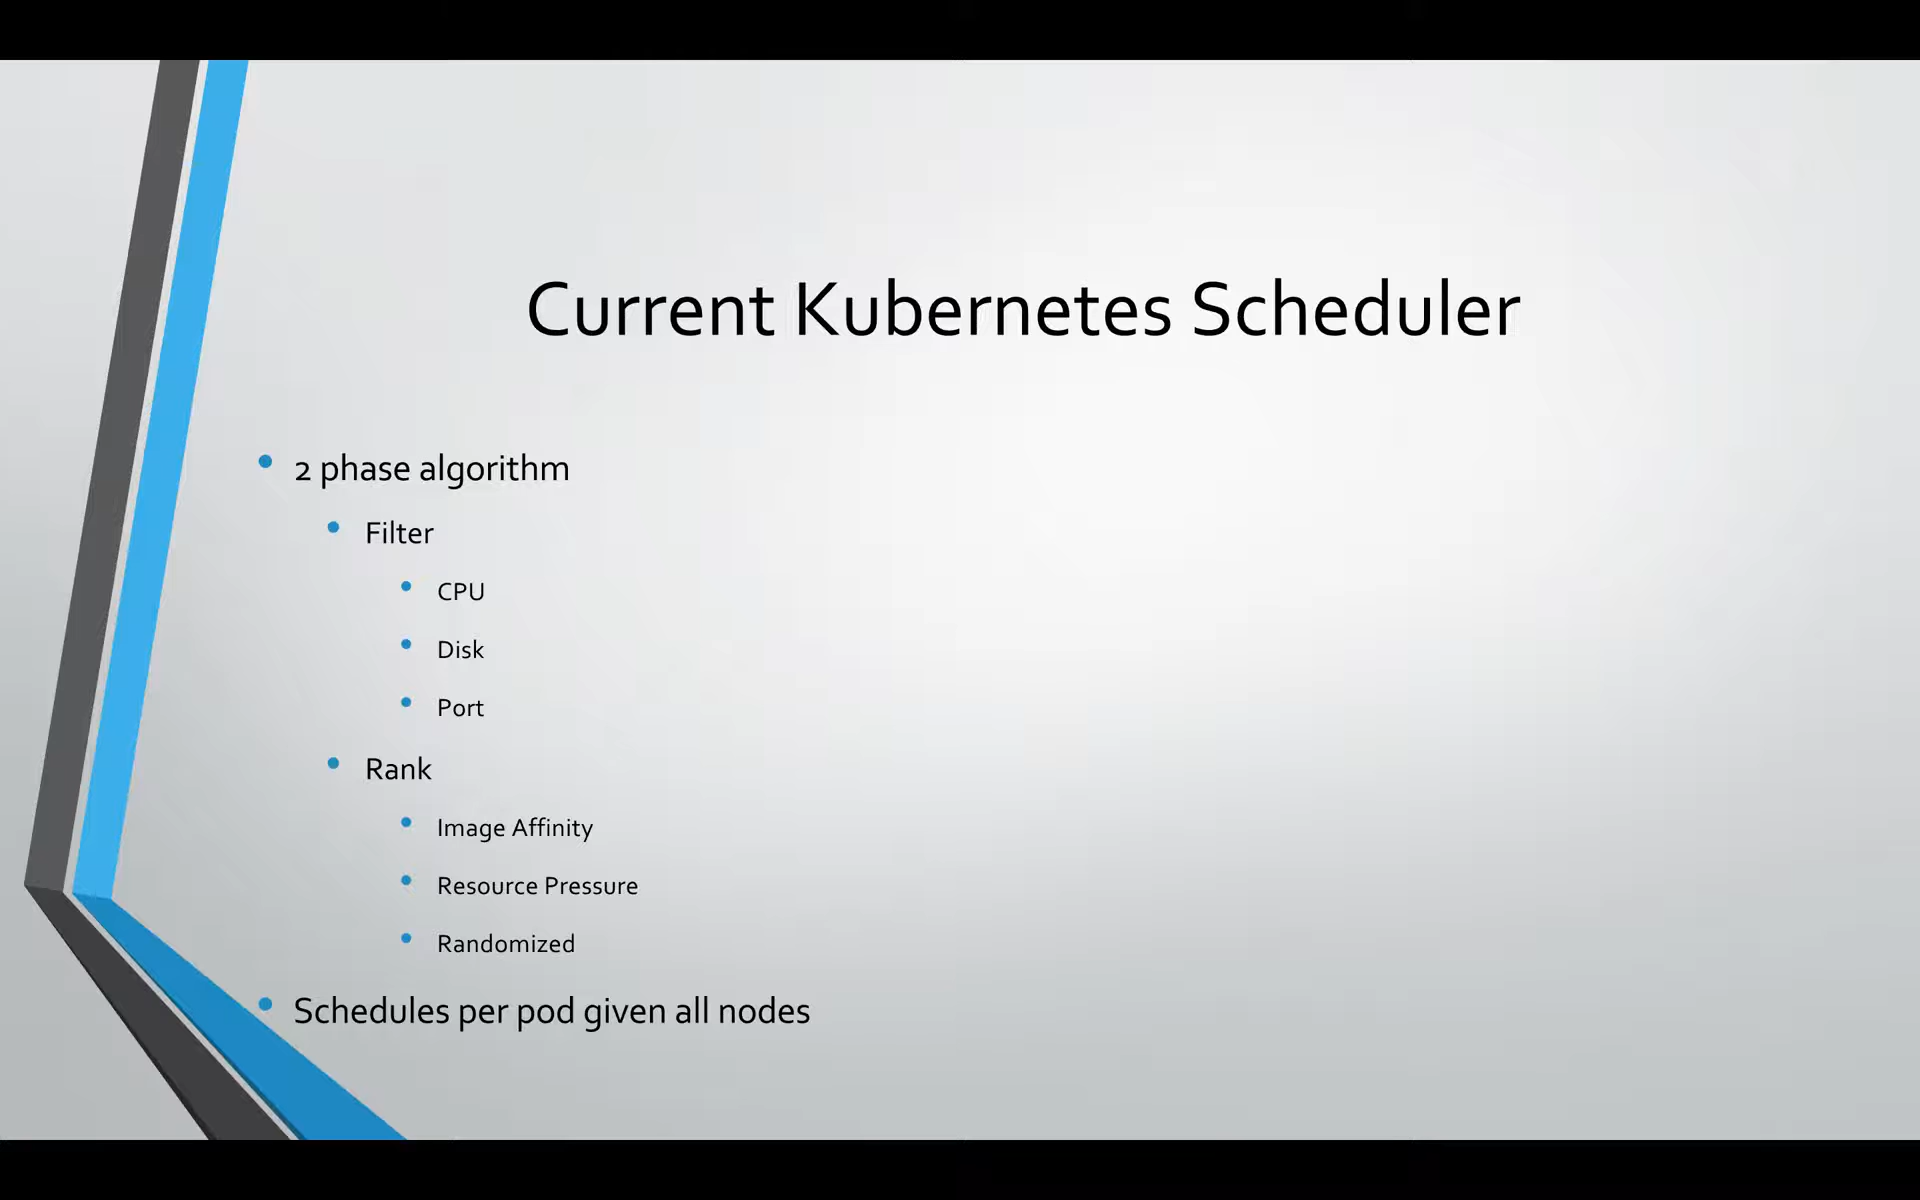 Current Kubernetes Scheduler
2 phase algorithm
Filter
CPU
Disk
Port
Rank
Image Affinity
Resource Pressure
Randomized
Schedules per pod given all nodes